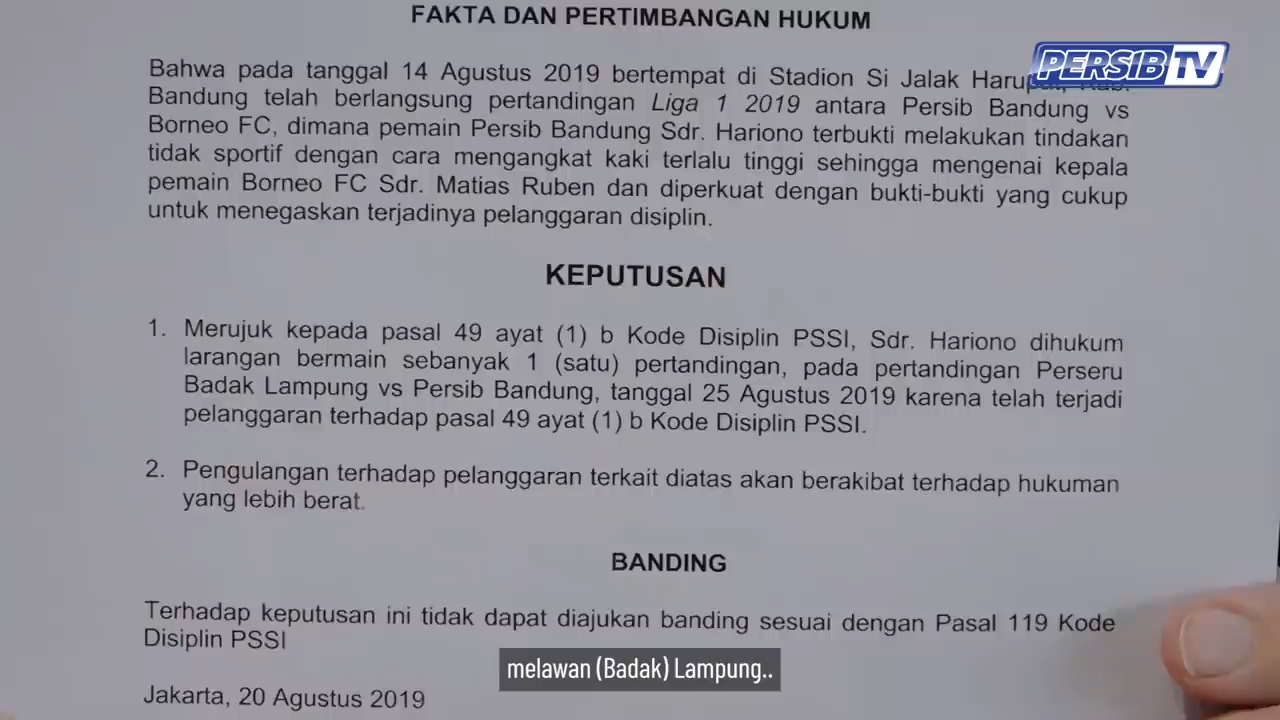 FAKTA DAN PERTIMBANGAN HUKUM
PERSIB TV
Bahwa pada tanggal 14 Agustus 2019 bertempat di Stadion Si Jalak Harupat, Kab.
Bandung telah berlangsung pertandingan Liga 1 2019 antara Persib Bandung vs
Borneo FC, dimana pemain Persib Bandung Sdr. Hariono terbukti melakukan tindakan
tidak sportif dengan cara mengangkat kaki terlalu tinggi sehingga mengenai kepala
pemain Borneo FC Sdr. Matias Ruben dan diperkuat dengan bukti-bukti yang cukup
untuk menegaskan terjadinya pelanggaran disiplin.
KEPUTUSAN
1. Merujuk kepada pasal 49 ayat (1) b Kode Disiplin PSSI, Sdr. Hariono dihukum
larangan bermain sebanyak 1 (satu) pertandingan, pada pertandingan Perseru
Badak Lampung vs Persib Bandung, tanggal 25 Agustus 2019 karena telah terjadi
pelanggaran terhadap pasal 49 ayat (1) b Kode Disiplin PSSI.
2. Pengulangan terhadap pelanggaran terkait diatas akan berakibat terhadap hukuman
yang lebih berat.
BANDING
Terhadap keputusan ini tidak dapat diajukan banding sesuai dengan Pasal 119 Kode
Disiplin PSSI
melawan (Badak) Lampung..
Jakarta, 20 Agustus 2019